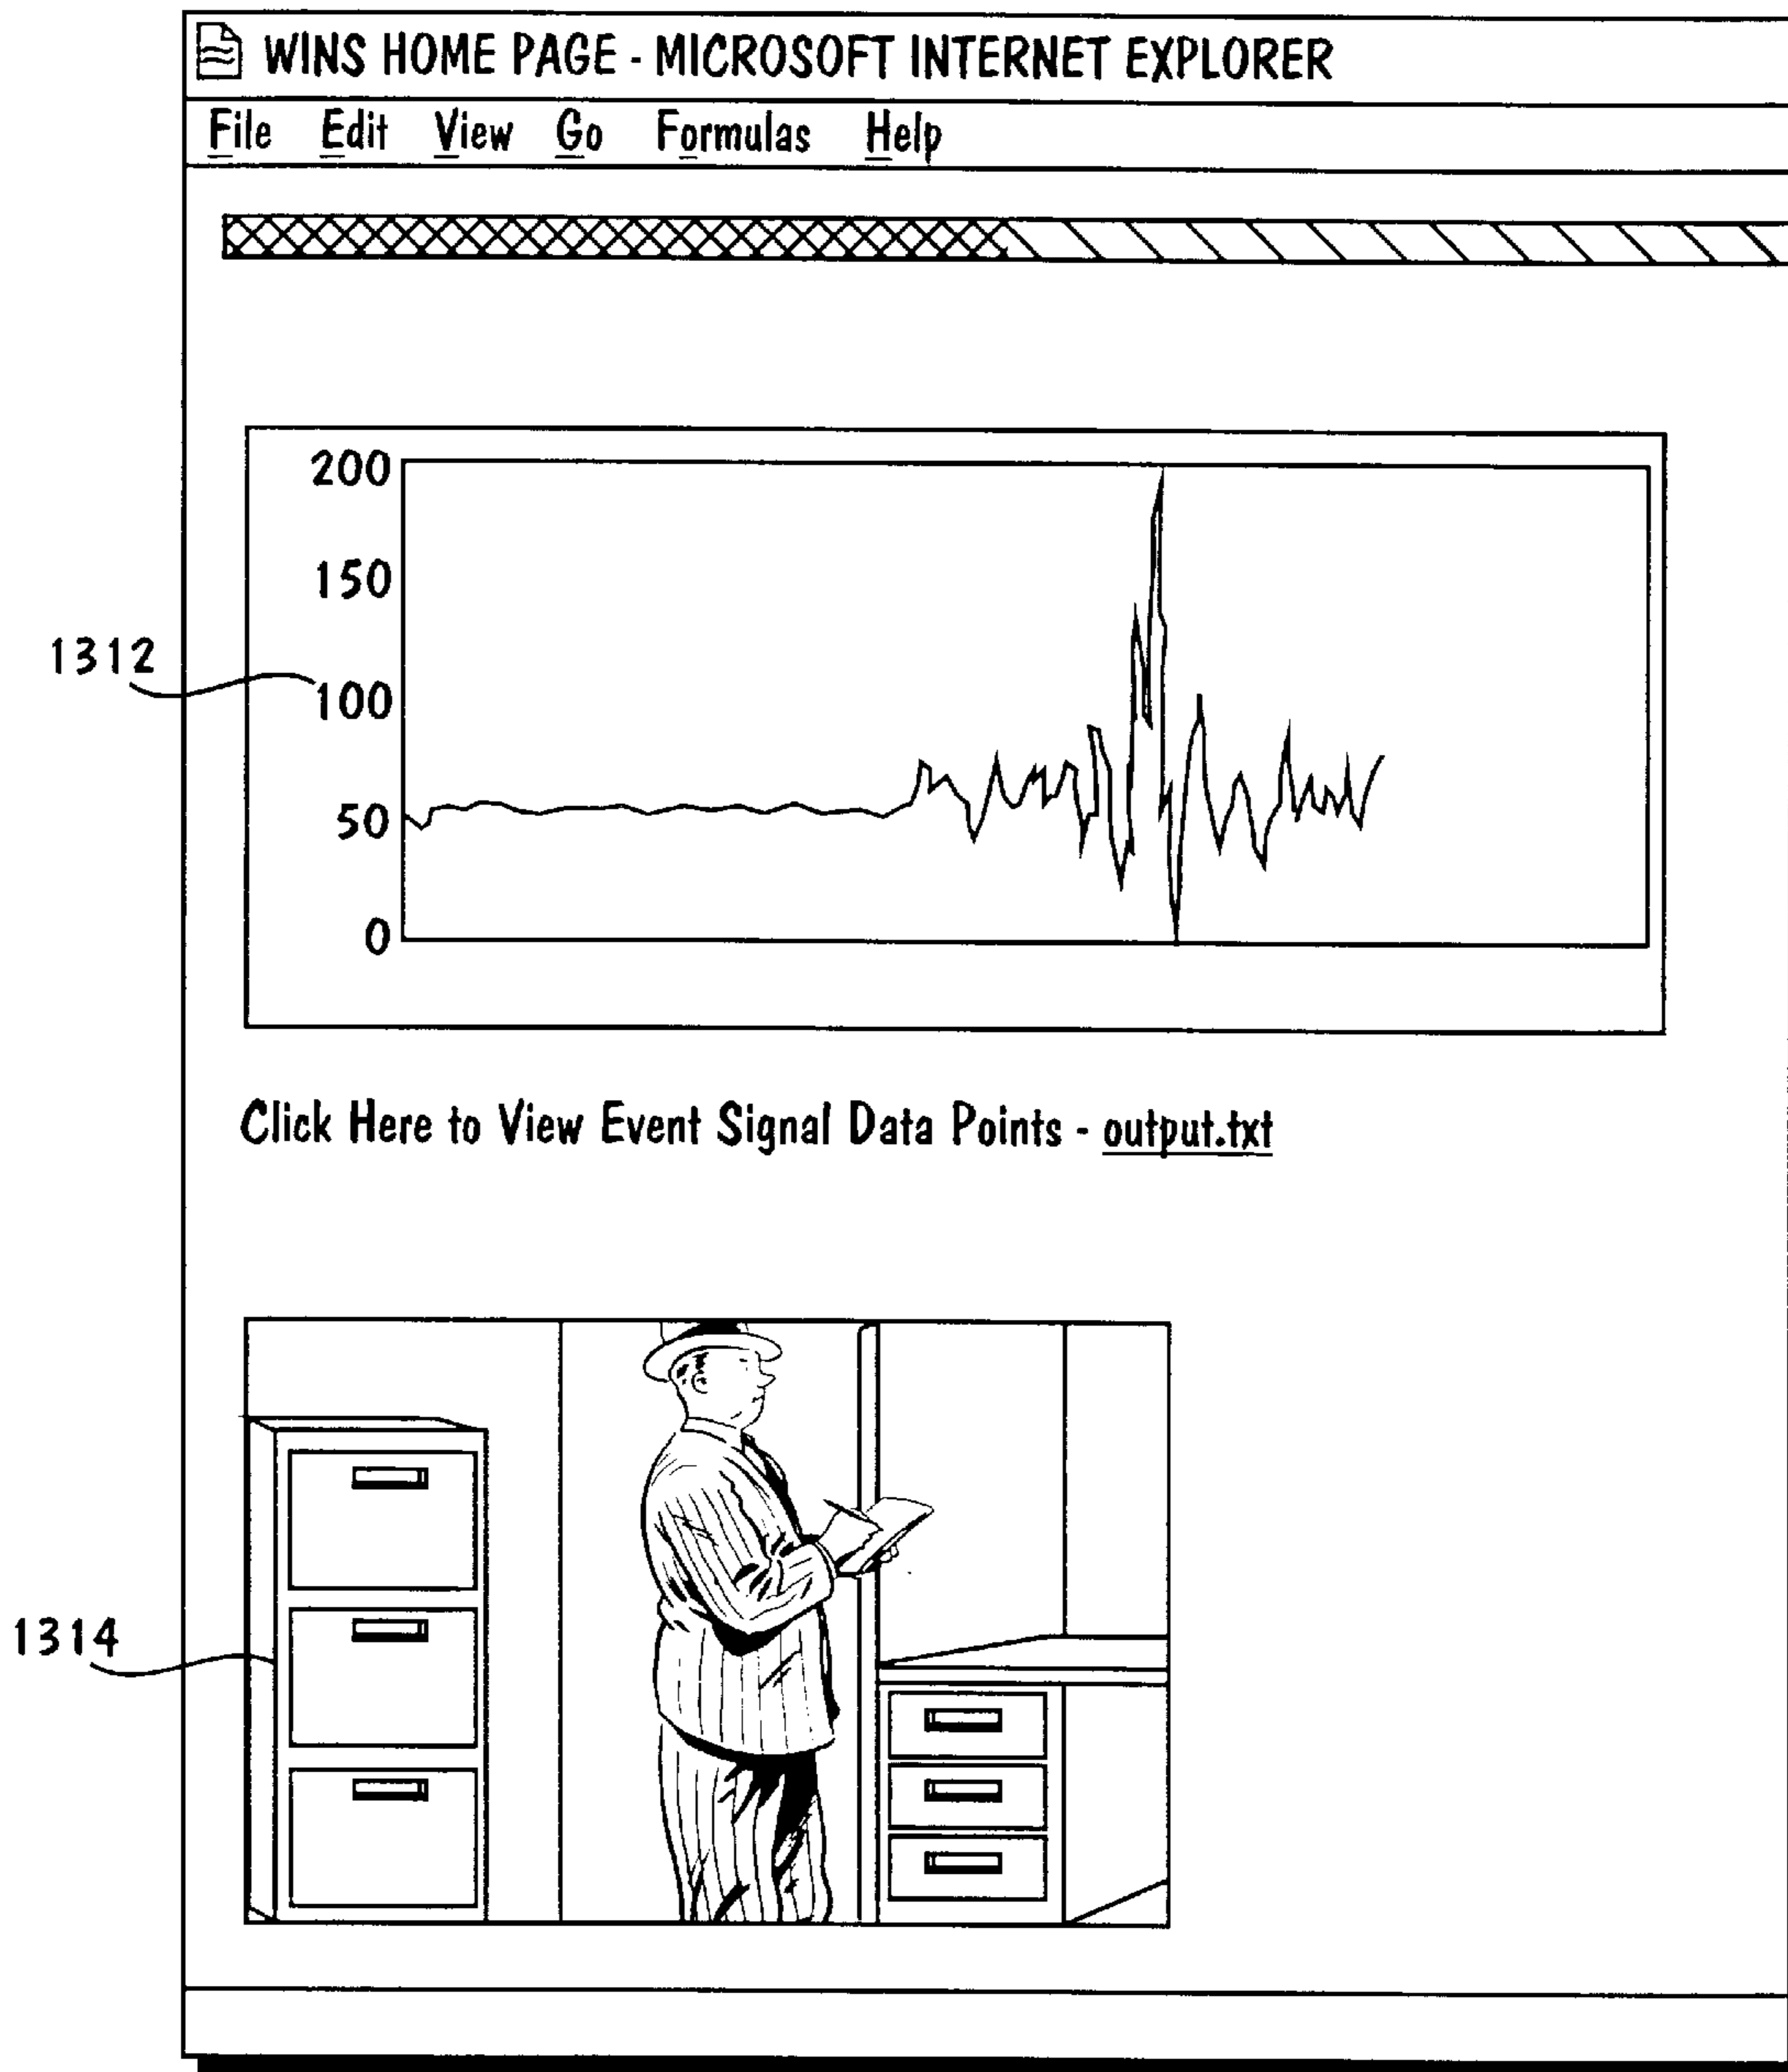 WINS HOME PAGE - MICROSOFT INTERNET EXPLORER
File Edit View Go Formulas Help
200
150
1312
100
50
0
Click Here to View Event Signal Data Points - output.txt
1314